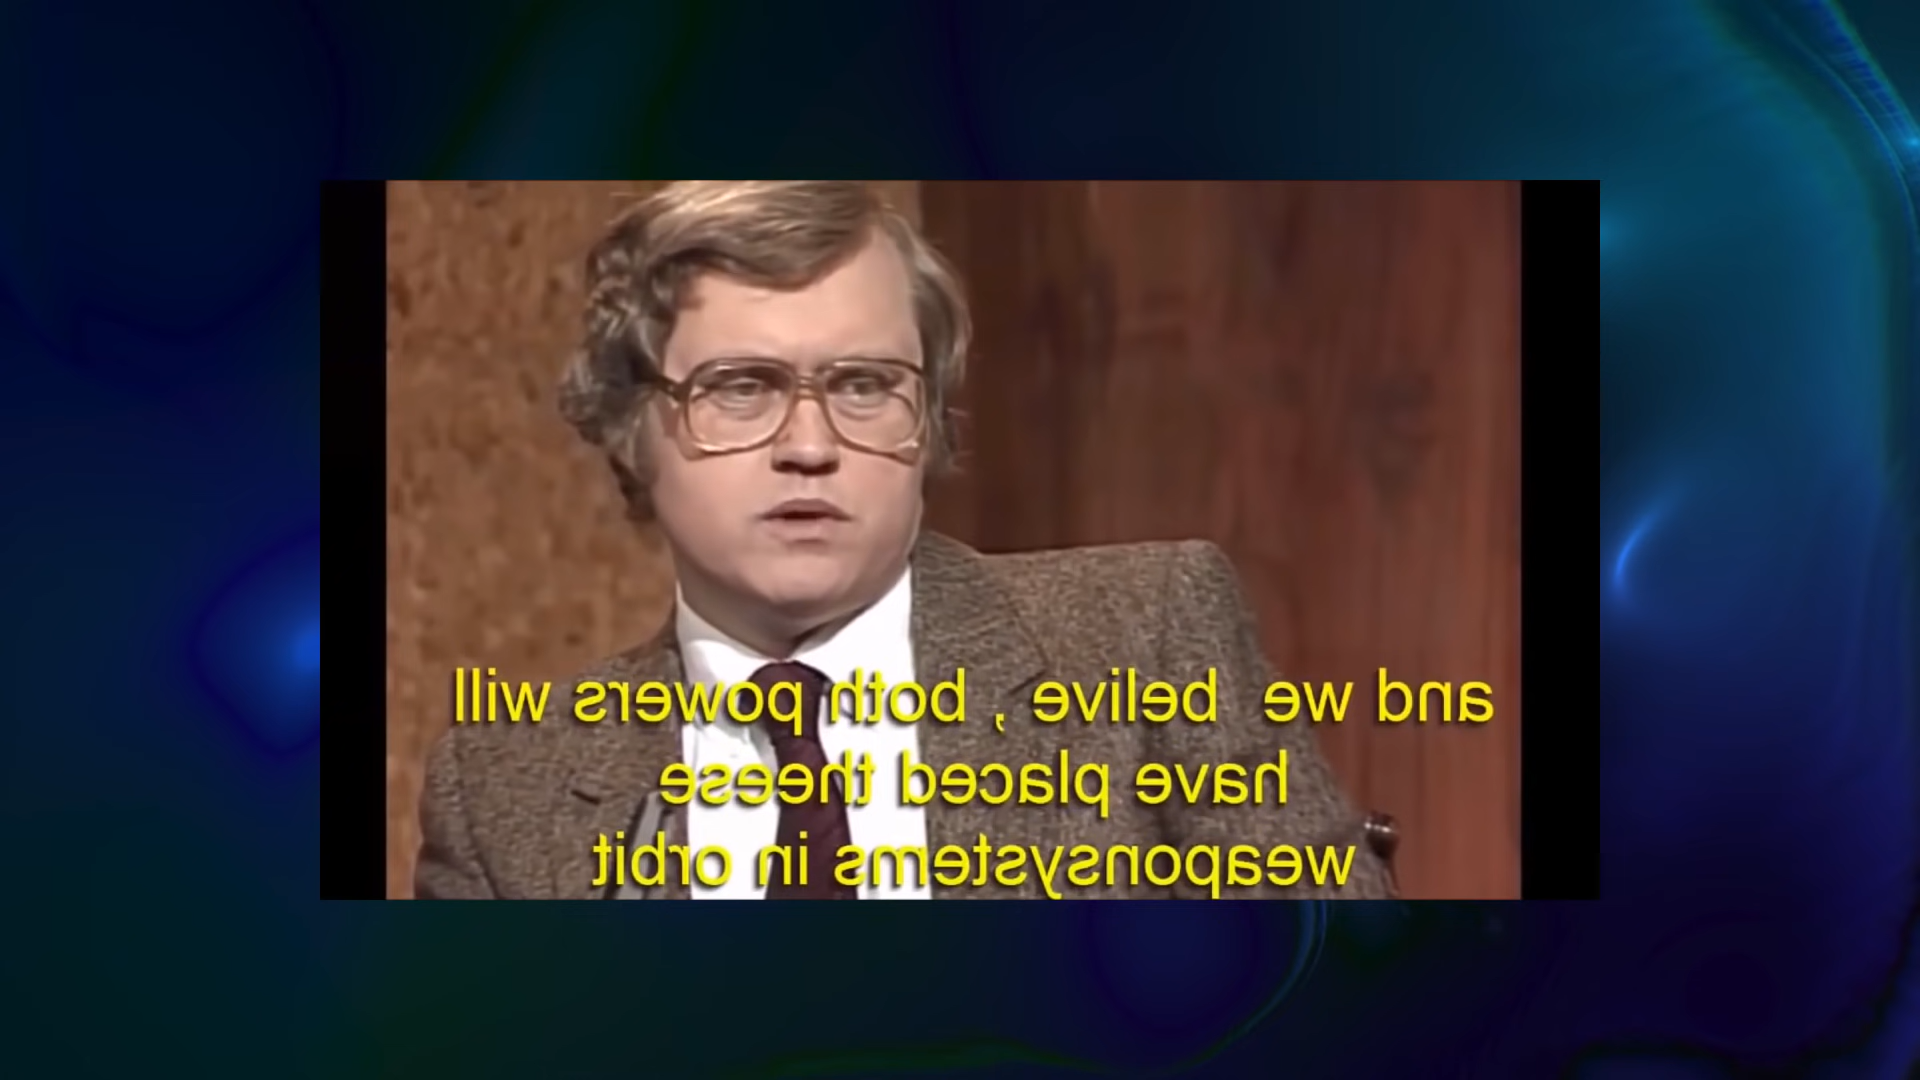 and we belive , both powers will
have placed theese
weaponsystems in orbit